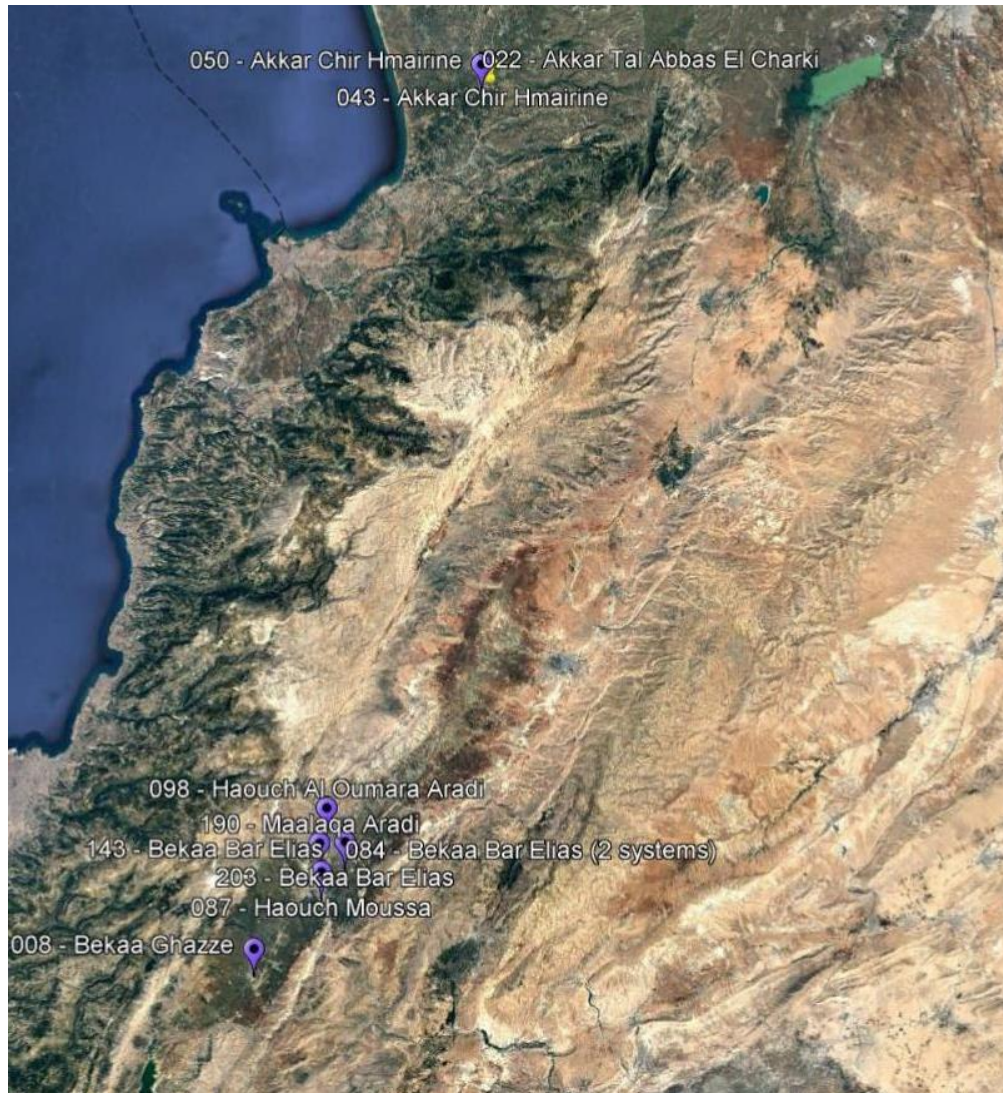 050 - Akkar Chir Hmairine
022 - Akkar Tal Abbas El Charki
043 - Akkar Chir Hmairine
098 - Haouch Al Oumara Aradi
190 - Maalaqa Aradi
143 - Bekaa Bar Elias
084 - Bekaa Bar Elias (2 systems)
203 - Bekaa Bar Elias
087 - Haouch Moussa
008 - Bekaa Ghazze